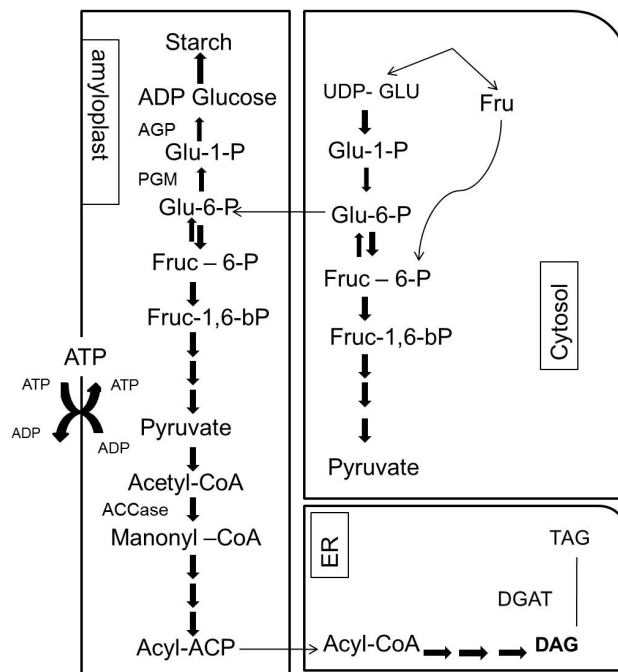 amyloplast
Starch
ADP Glucose
AGP
Glu-1-P
PGM
Glu-6-P
Fruc – 6-P
Fruc-1,6-bP
ATP
ATP
ATP
ADP
ADP
Pyruvate
Acetyl-CoA
ACCase
Manonyl –CoA
Acyl-ACP
UDP- GLU
Fru
Glu-1-P
Glu-6-P
Fruc – 6-P
Fruc-1,6-bP
Pyruvate
Cytosol
ER
TAG
DGAT
Acyl-CoA
DAG